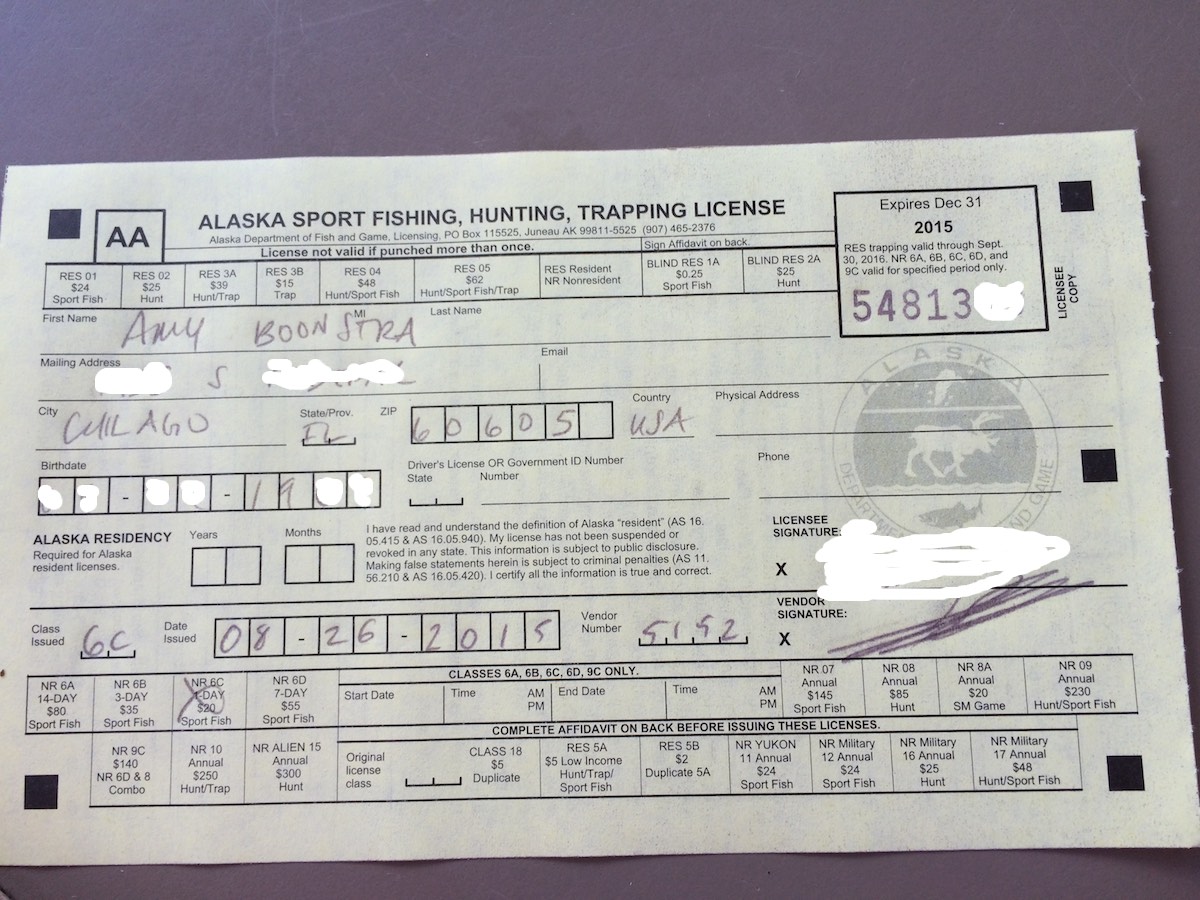 AA
ALASKA SPORT FISHING, HUNTING, TRAPPING LICENSE
Alaska Department of Fish and Game, Licensing, PO Box 115525, Juneau AK 99811-5525 (907) 465-2376
License not valid if punched more than once.
Sign Affidavit on back.
Expires Dec 31
2015
RES trapping valid through Sept.
30, 2016. NR 6A, 6B, 6C, 6D, and
9C valid for specified period only.
54813
LICENSEE
COPY
RES 01
$24
Sport Fish
RES 02
$25
Hunt
RES 3A
$39
Hunt/Trap
RES 3B
$15
Trap
RES 04
$48
Hunt/Sport Fish
RES 05
$62
Hunt/Sport Fish/Trap
RES Resident
NR Nonresident
BLIND RES 1A
$0.25
Sport Fish
BLIND RES 2A
$25
Hunt
First Name MI Last Name
AMY BOONSTRA
Mailing Address Email
S
City State/Prov. ZIP Country Physical Address
CHICAGO IL 60605 USA
Birthdate
- - 19
Driver's License OR Government ID Number
State Number
Phone
ALASKA RESIDENCY
Required for Alaska
resident licenses.
Years Months
I have read and understand the definition of Alaska "resident" (AS 16.
05.415 & AS 16.05.940). My license has not been suspended or
revoked in any state. This information is subject to public disclosure.
Making false statements herein is subject to criminal penalties (AS 11.
56.210 & AS 16.05.420). I certify all the information is true and correct.
LICENSEE
SIGNATURE:
X
VENDOR
SIGNATURE:
X
Class
Issued 6C
Date
Issued 08-26-2015
Vendor
Number 5152
NR 6A
14-DAY
$80
Sport Fish
NR 6B
3-DAY
$35
Sport Fish
NR 6C
1-DAY
$20
Sport Fish
NR 6D
7-DAY
$55
Sport Fish
CLASSES 6A, 6B, 6C, 6D, 9C ONLY.
Start Date Time AM
PM
End Date Time AM
PM
NR 07
Annual
$145
Sport Fish
NR 08
Annual
$85
Hunt
NR 8A
Annual
$20
SM Game
NR 09
Annual
$230
Hunt/Sport Fish
COMPLETE AFFIDAVIT ON BACK BEFORE ISSUING THESE LICENSES.
NR 9C
$140
NR 6D & 8
Combo
NR 10
Annual
$250
Hunt/Trap
NR ALIEN 15
Annual
$300
Hunt
Original
license
class
CLASS 18
$5
Duplicate
RES 5A
$5 Low Income
Hunt/Trap/
Sport Fish
RES 5B
$2
Duplicate 5A
NR YUKON
11 Annual
$24
Sport Fish
NR Military
12 Annual
$24
Sport Fish
NR Military
16 Annual
$25
Hunt
NR Military
17 Annual
$48
Hunt/Sport Fish
ALASKA
GAME